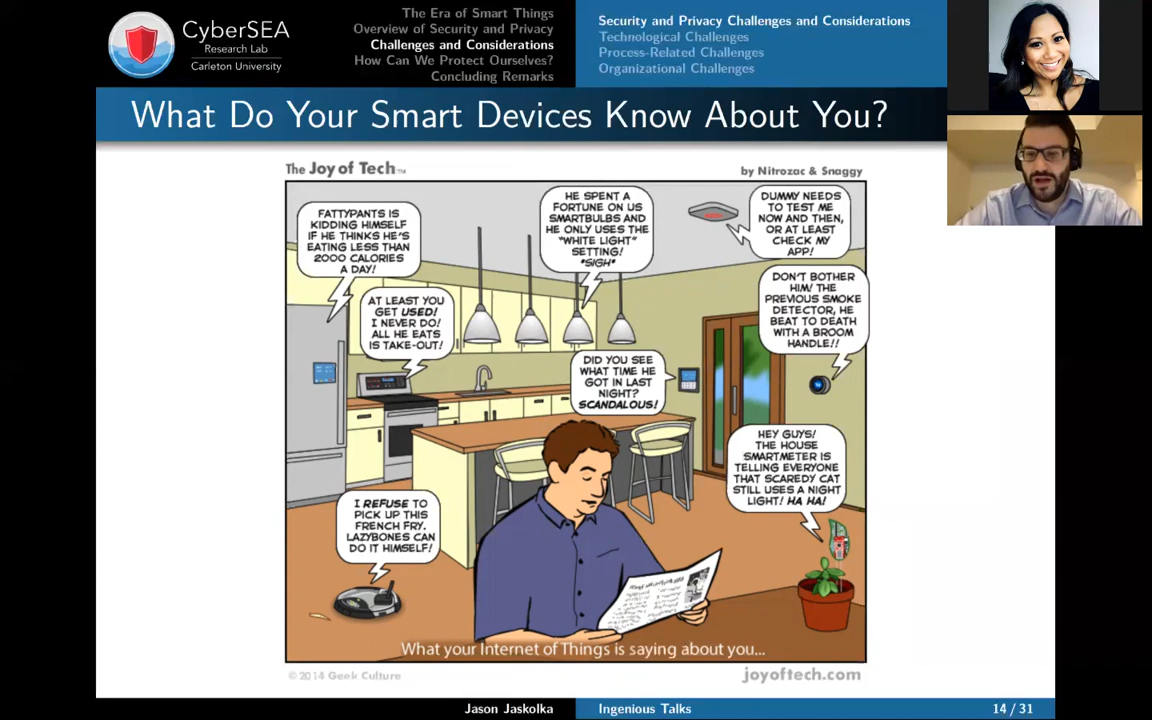 CyberSEA
Research Lab
Carleton University
The Era of Smart Things
Overview of Security and Privacy
Challenges and Considerations
How Can We Protect Ourselves?
Concluding Remarks
Security and Privacy Challenges and Considerations
Technological Challenges
Process-Related Challenges
Organizational Challenges
What Do Your Smart Devices Know About You?
The Joy of Tech™
by Nitrozac & Snaggy
FATTYPANTS IS
KIDDING HIMSELF
IF HE THINKS HE'S
EATING LESS THAN
2000 CALORIES
A DAY!
HE SPENT A
FORTUNE ON US
SMARTBULBS AND
HE ONLY USES THE
"WHITE LIGHT"
SETTING!
*SIGH*
DUMMY NEEDS
TO TEST ME
NOW AND THEN,
OR AT LEAST
CHECK MY
APP!
AT LEAST YOU
GET USED!
I NEVER DO!
ALL HE EATS
IS TAKE-OUT!
DON'T BOTHER
HIM! THE
PREVIOUS SMOKE
DETECTOR, HE
BEAT TO DEATH
WITH A BROOM
HANDLE!!
DID YOU SEE
WHAT TIME HE
GOT IN LAST
NIGHT?
SCANDALOUS!
HEY GUYS!
THE HOUSE
SMARTMETER IS
TELLING EVERYONE
THAT SCAREDY CAT
STILL USES A NIGHT
LIGHT! HA HA!
I REFUSE TO
PICK UP THIS
FRENCH FRY.
LAZYBONES CAN
DO IT HIMSELF!
What your Internet of Things is saying about you...
©2014 Geek Culture
joyoftech.com
Jason Jaskolka
Ingenious Talks
14 / 31